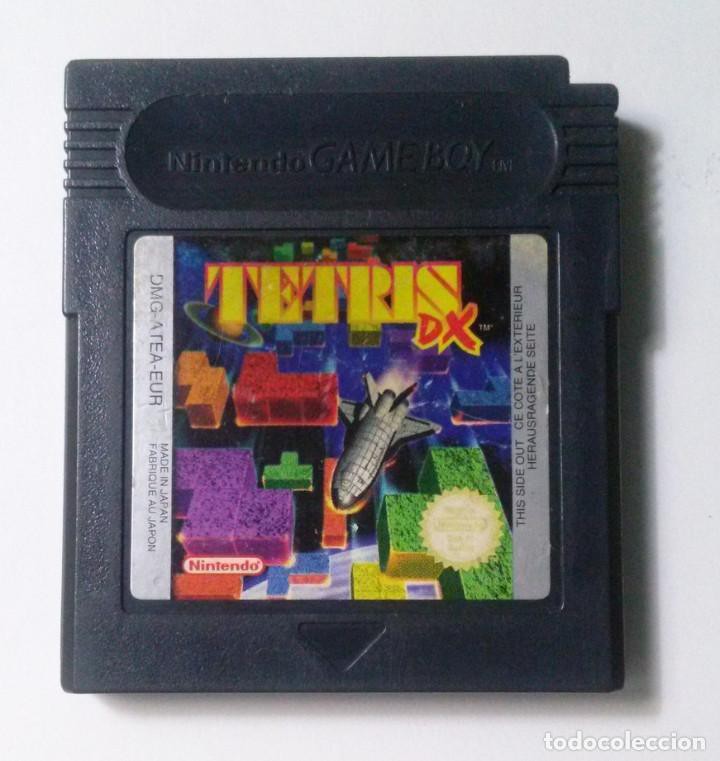 Nintendo GAME BOY TM
TETRIS
DX TM
DMG-ATEA-EUR
MADE IN JAPAN
FABRIQUE AU JAPON
Nintendo
THIS SIDE OUT CE COTE A L'EXTERIEUR
HERAUSRAGENDE SEITE
todocoleccion